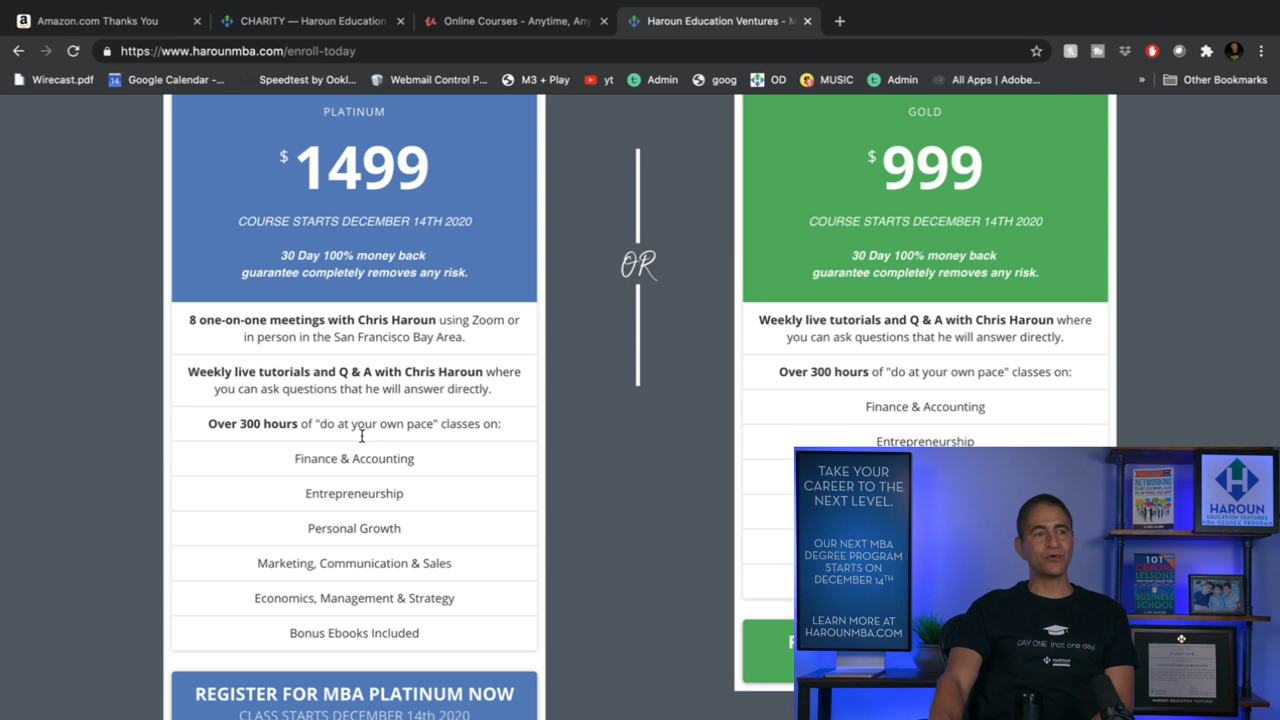 Amazon.com Thanks You
CHARITY — Haroun Education
Online Courses - Anytime, Any
Haroun Education Ventures - M
https://www.harounmba.com/enroll-today
Wirecast.pdf
Google Calendar -...
Speedtest by Ookl...
Webmail Control P...
M3 + Play
yt
Admin
goog
OD
MUSIC
Admin
All Apps | Adobe...
»
Other Bookmarks
PLATINUM
$1499
COURSE STARTS DECEMBER 14TH 2020
30 Day 100% money back
guarantee completely removes any risk.
8 one-on-one meetings with Chris Haroun using Zoom or
in person in the San Francisco Bay Area.
Weekly live tutorials and Q & A with Chris Haroun where
you can ask questions that he will answer directly.
Over 300 hours of "do at your own pace" classes on:
Finance & Accounting
Entrepreneurship
Personal Growth
Marketing, Communication & Sales
Economics, Management & Strategy
Bonus Ebooks Included
REGISTER FOR MBA PLATINUM NOW
CLASS STARTS DECEMBER 14th 2020
OR
GOLD
$999
COURSE STARTS DECEMBER 14TH 2020
30 Day 100% money back
guarantee completely removes any risk.
Weekly live tutorials and Q & A with Chris Haroun where
you can ask questions that he will answer directly.
Over 300 hours of "do at your own pace" classes on:
Finance & Accounting
Entrepreneurship
TAKE YOUR
CAREER TO THE
NEXT LEVEL.
OUR NEXT MBA
DEGREE PROGRAM
STARTS ON
DECEMBER 14TH
LEARN MORE AT
HAROUNMBA.COM
DAY ONE (not one day)
HAROUN
NETWORKING
HAROUN
EDUCATION VENTURES
MBA DEGREE PROGRAM
101
CRUCIAL
LESSONS
BUSINESS
SCHOOL